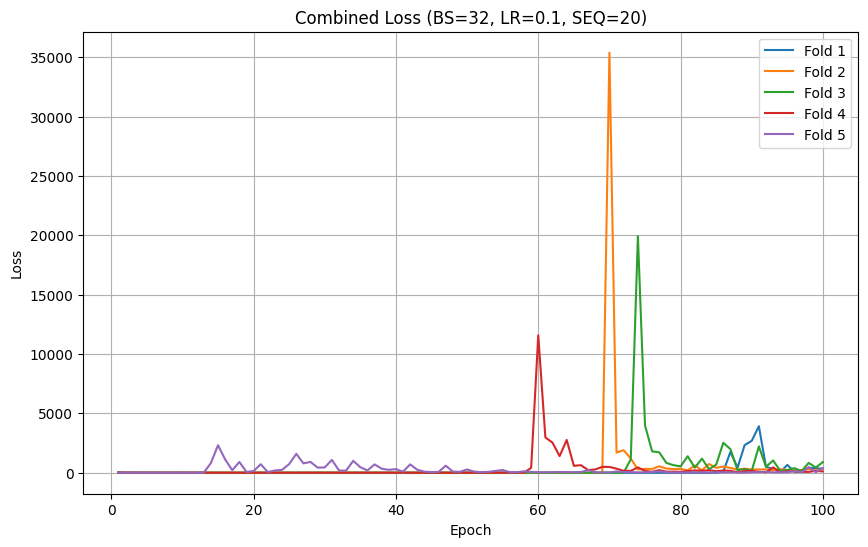 Combined Loss (BS=32, LR=0.1, SEQ=20)
Fold 1
Fold 2
Fold 3
Fold 4
Fold 5
Loss
35000
30000
25000
20000
15000
10000
5000
0
0 20 40 60 80 100
Epoch